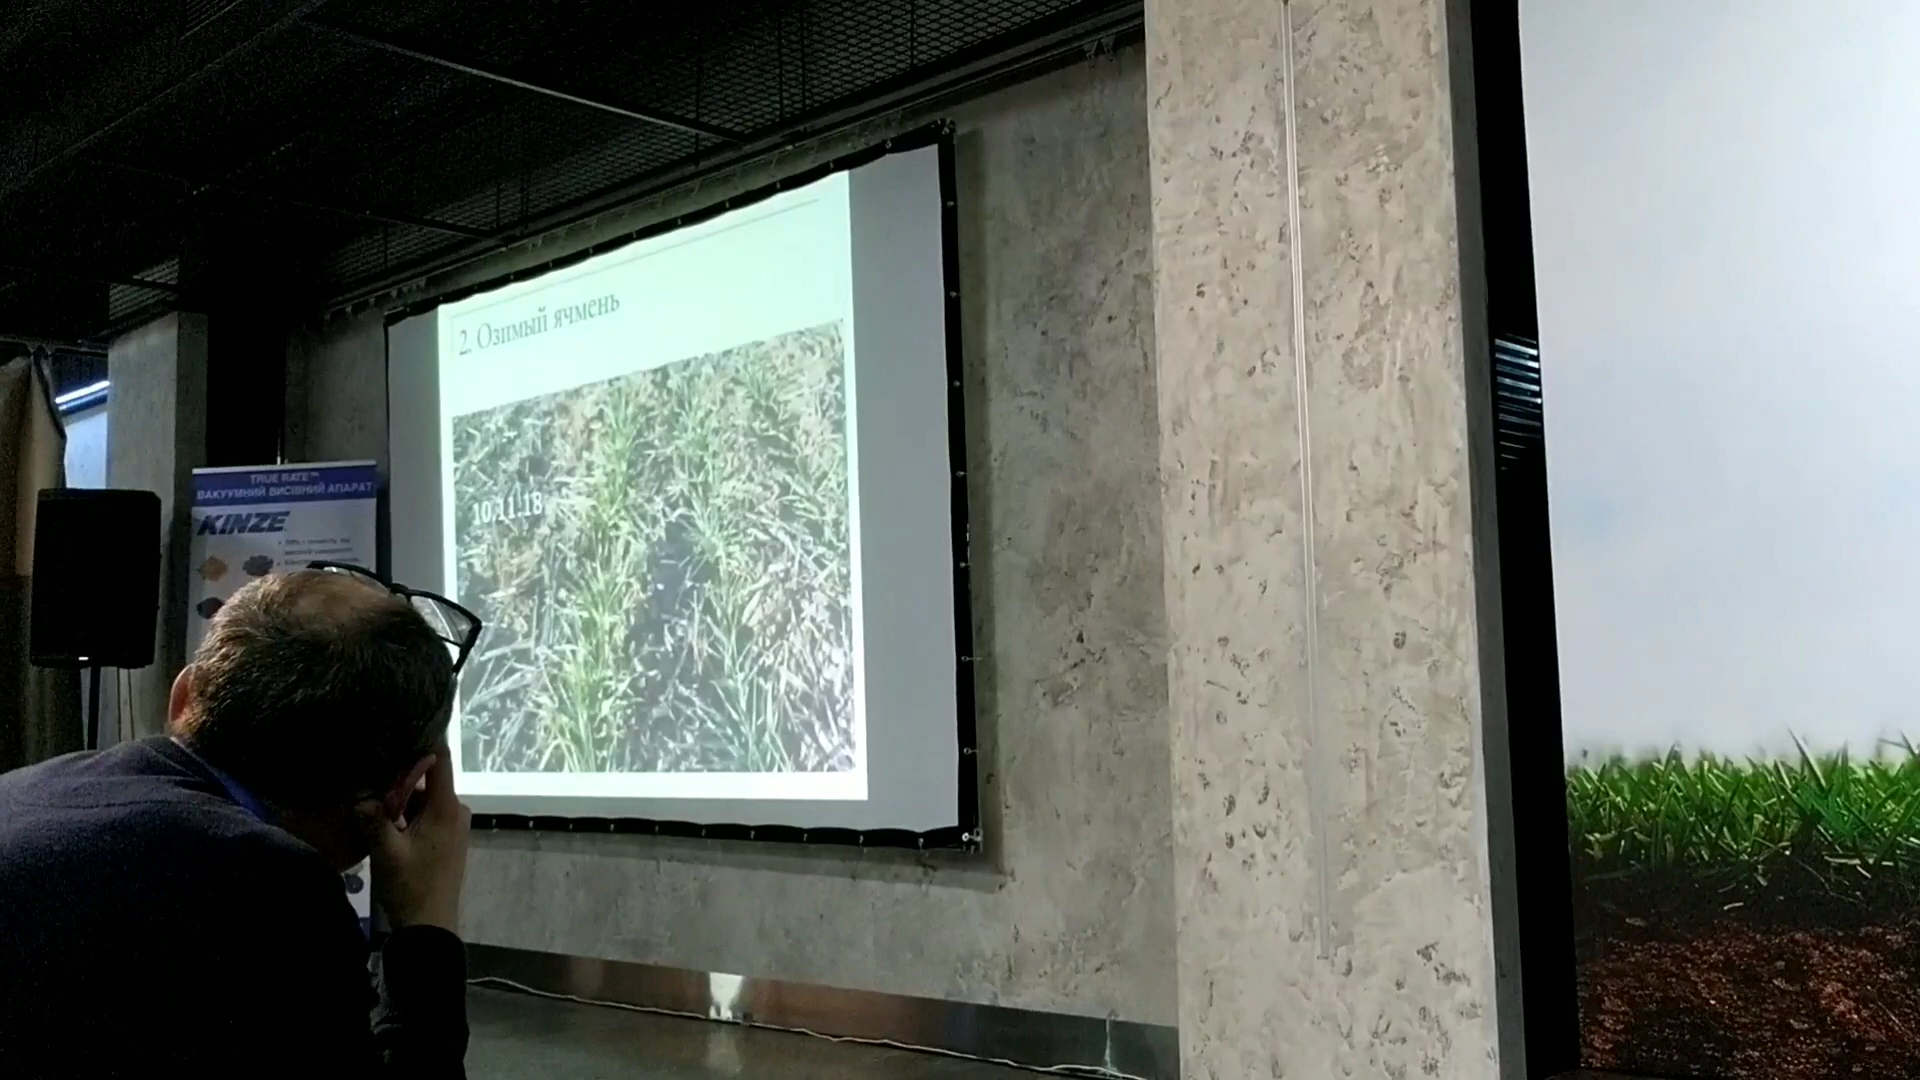 2. Озимый ячмень
10.11.18
TRUE RATE™
ВАКУУМНИЙ ВИСІВНИЙ АПАРАТ
KINZE